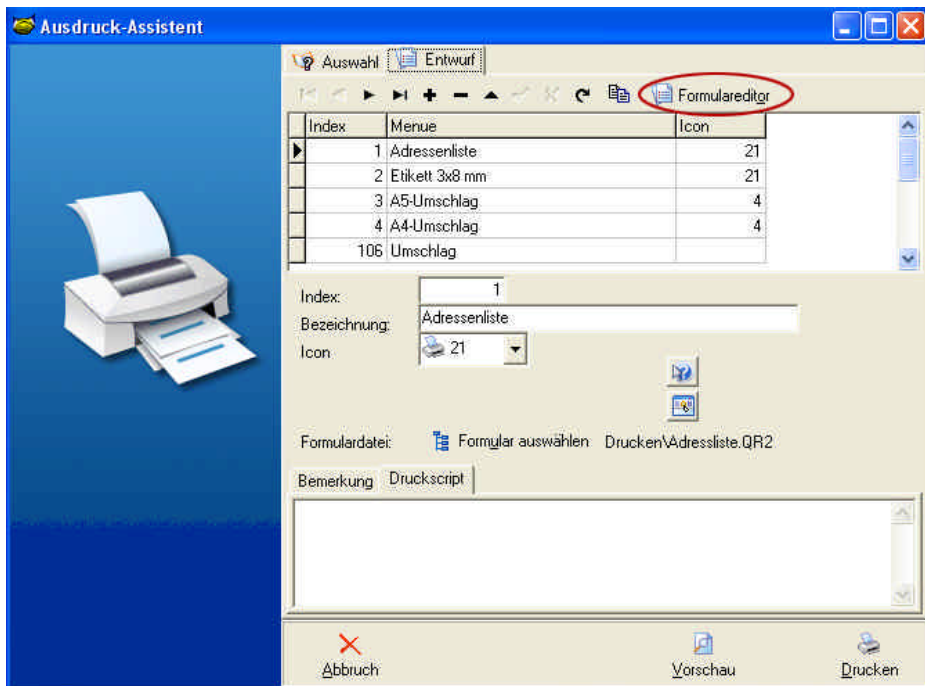 Ausdruck-Assistent
Auswahl Entwurf
Formulareditor
Index Menue Icon
1 Adressenliste 21
2 Etikett 3x8 mm 21
3 A5-Umschlag 4
4 A4-Umschlag 4
106 Umschlag
Index: 1
Bezeichnung: Adressenliste
Icon 21
Formulardatei: Formular auswählen Drucken\Adressliste.QR2
Bemerkung Druckscript
Abbruch Vorschau Drucken